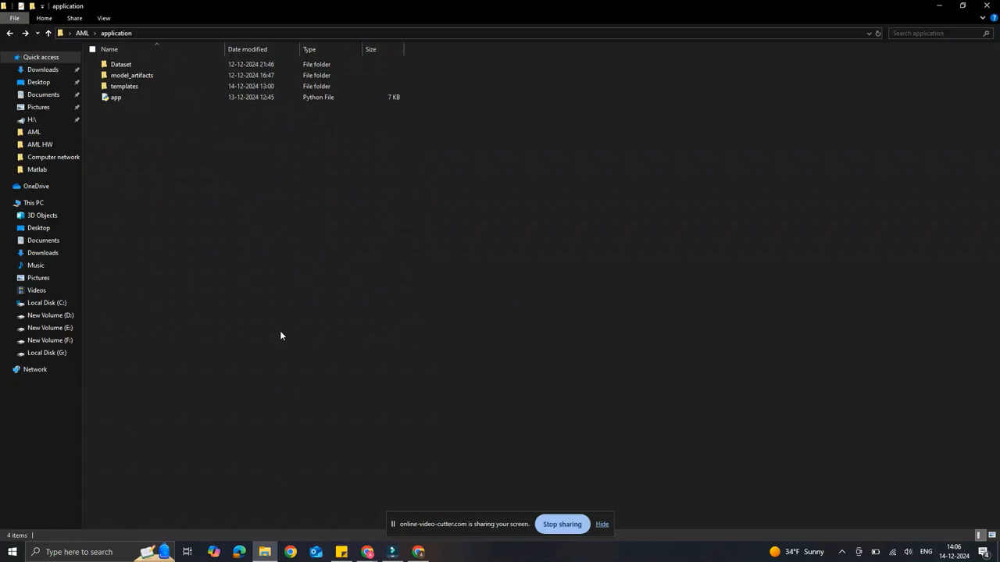 application
File
Home
Share
View
AML
application
Search application
Name
Date modified
Type
Size
Quick access
Dataset
12-12-2024 21:46
File folder
Downloads
model_artifacts
12-12-2024 16:47
File folder
Desktop
templates
14-12-2024 13:00
File folder
Documents
app
13-12-2024 12:45
Python File
7 KB
Pictures
H:\
AML
AML HW
Computer network
Matlab
OneDrive
This PC
3D Objects
Desktop
Documents
Downloads
Music
Pictures
Videos
Local Disk (C:)
New Volume (D:)
New Volume (E:)
New Volume (F:)
Local Disk (G:)
Network
online-video-cutter.com is sharing your screen.
Stop sharing
Hide
4 items
Type here to search
34°F Sunny
ENG
14:06
14-12-2024
4